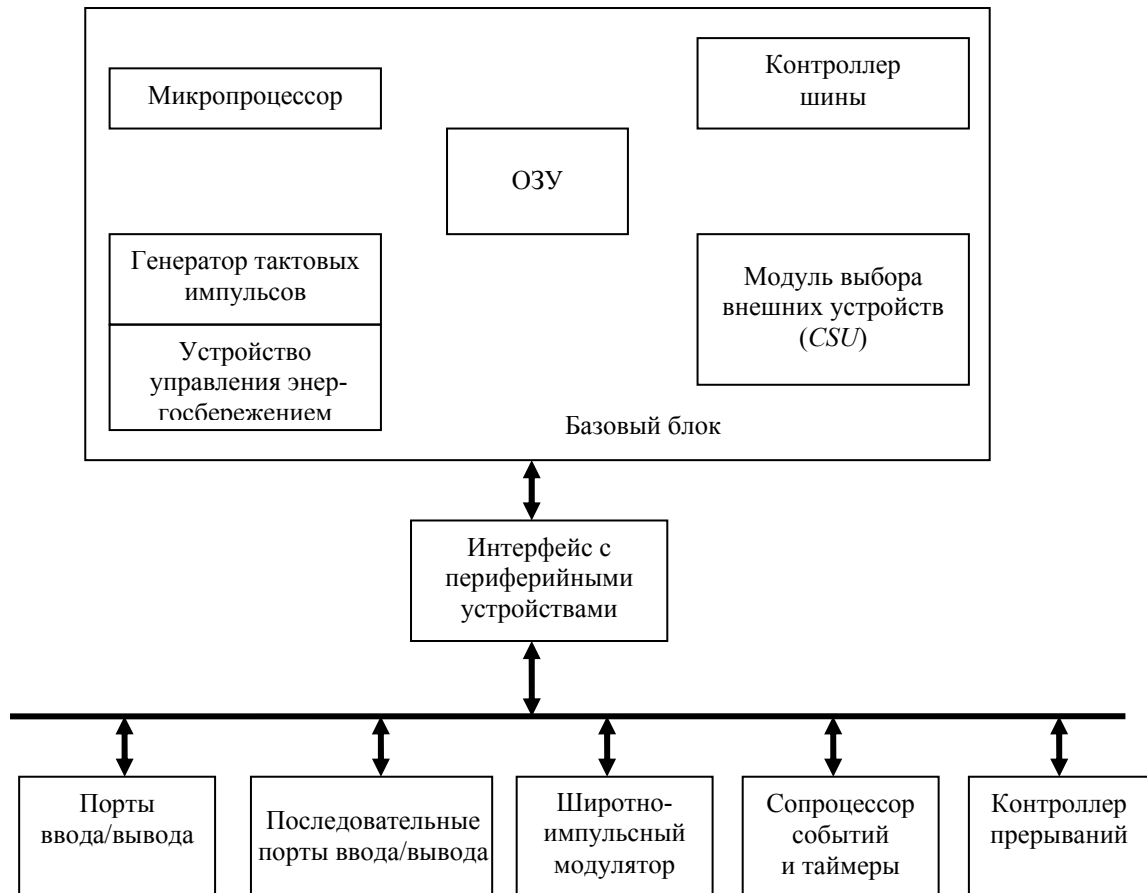 Микропроцессор
Контроллер
шины
ОЗУ
Генератор тактовых
импульсов
Устройство
управления энер-
госбережением
Модуль выбора
внешних устройств
(CSU)
Базовый блок
Интерфейс с
периферийными
устройствами
Порты
ввода/вывода
Последовательные
порты ввода/вывода
Широтно-
импульсный
модулятор
Сопроцессор
событий
и таймеры
Контроллер
прерываний